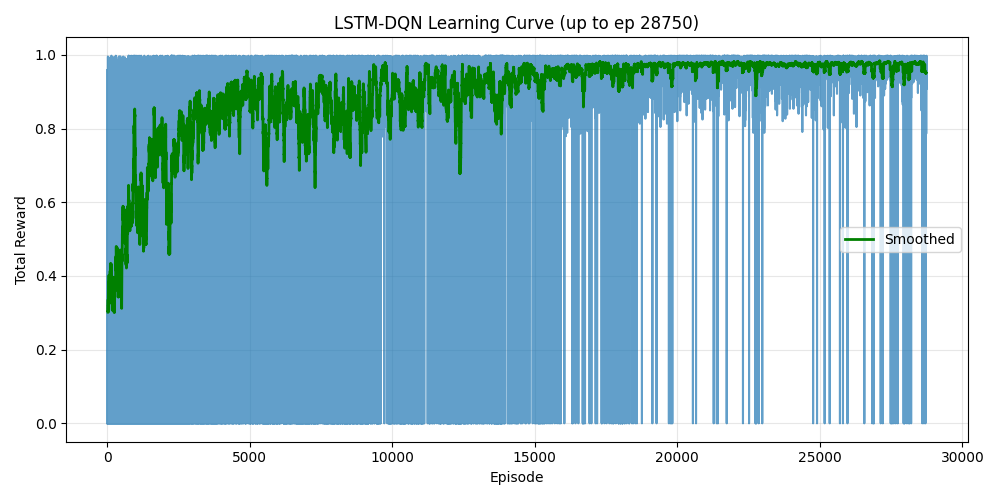 LSTM-DQN Learning Curve (up to ep 28750)
Total Reward
1.0
0.8
0.6
0.4
0.2
0.0
Smoothed
0 5000 10000 15000 20000 25000 30000
Episode